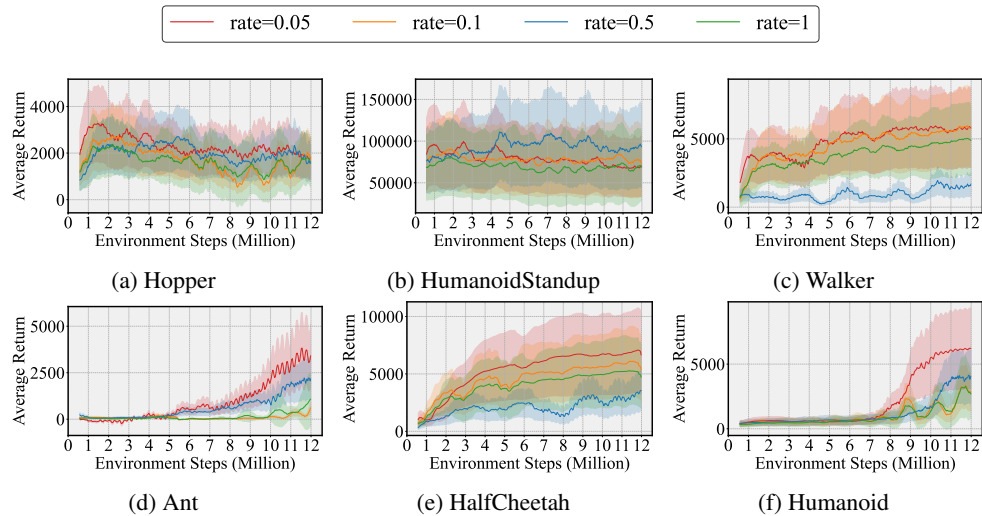 rate=0.05 rate=0.1 rate=0.5 rate=1
Average Return
4000
2000
0
0 1 2 3 4 5 6 7 8 9 10 11 12
Environment Steps (Million)
(a) Hopper
Average Return
150000
100000
50000
0 1 2 3 4 5 6 7 8 9 10 11 12
Environment Steps (Million)
(b) HumanoidStandup
Average Return
5000
0
0 1 2 3 4 5 6 7 8 9 10 11 12
Environment Steps (Million)
(c) Walker
Average Return
5000
2500
0
0 1 2 3 4 5 6 7 8 9 10 11 12
Environment Steps (Million)
(d) Ant
Average Return
10000
5000
0
0 1 2 3 4 5 6 7 8 9 10 11 12
Environment Steps (Million)
(e) HalfCheetah
Average Return
5000
0
0 1 2 3 4 5 6 7 8 9 10 11 12
Environment Steps (Million)
(f) Humanoid